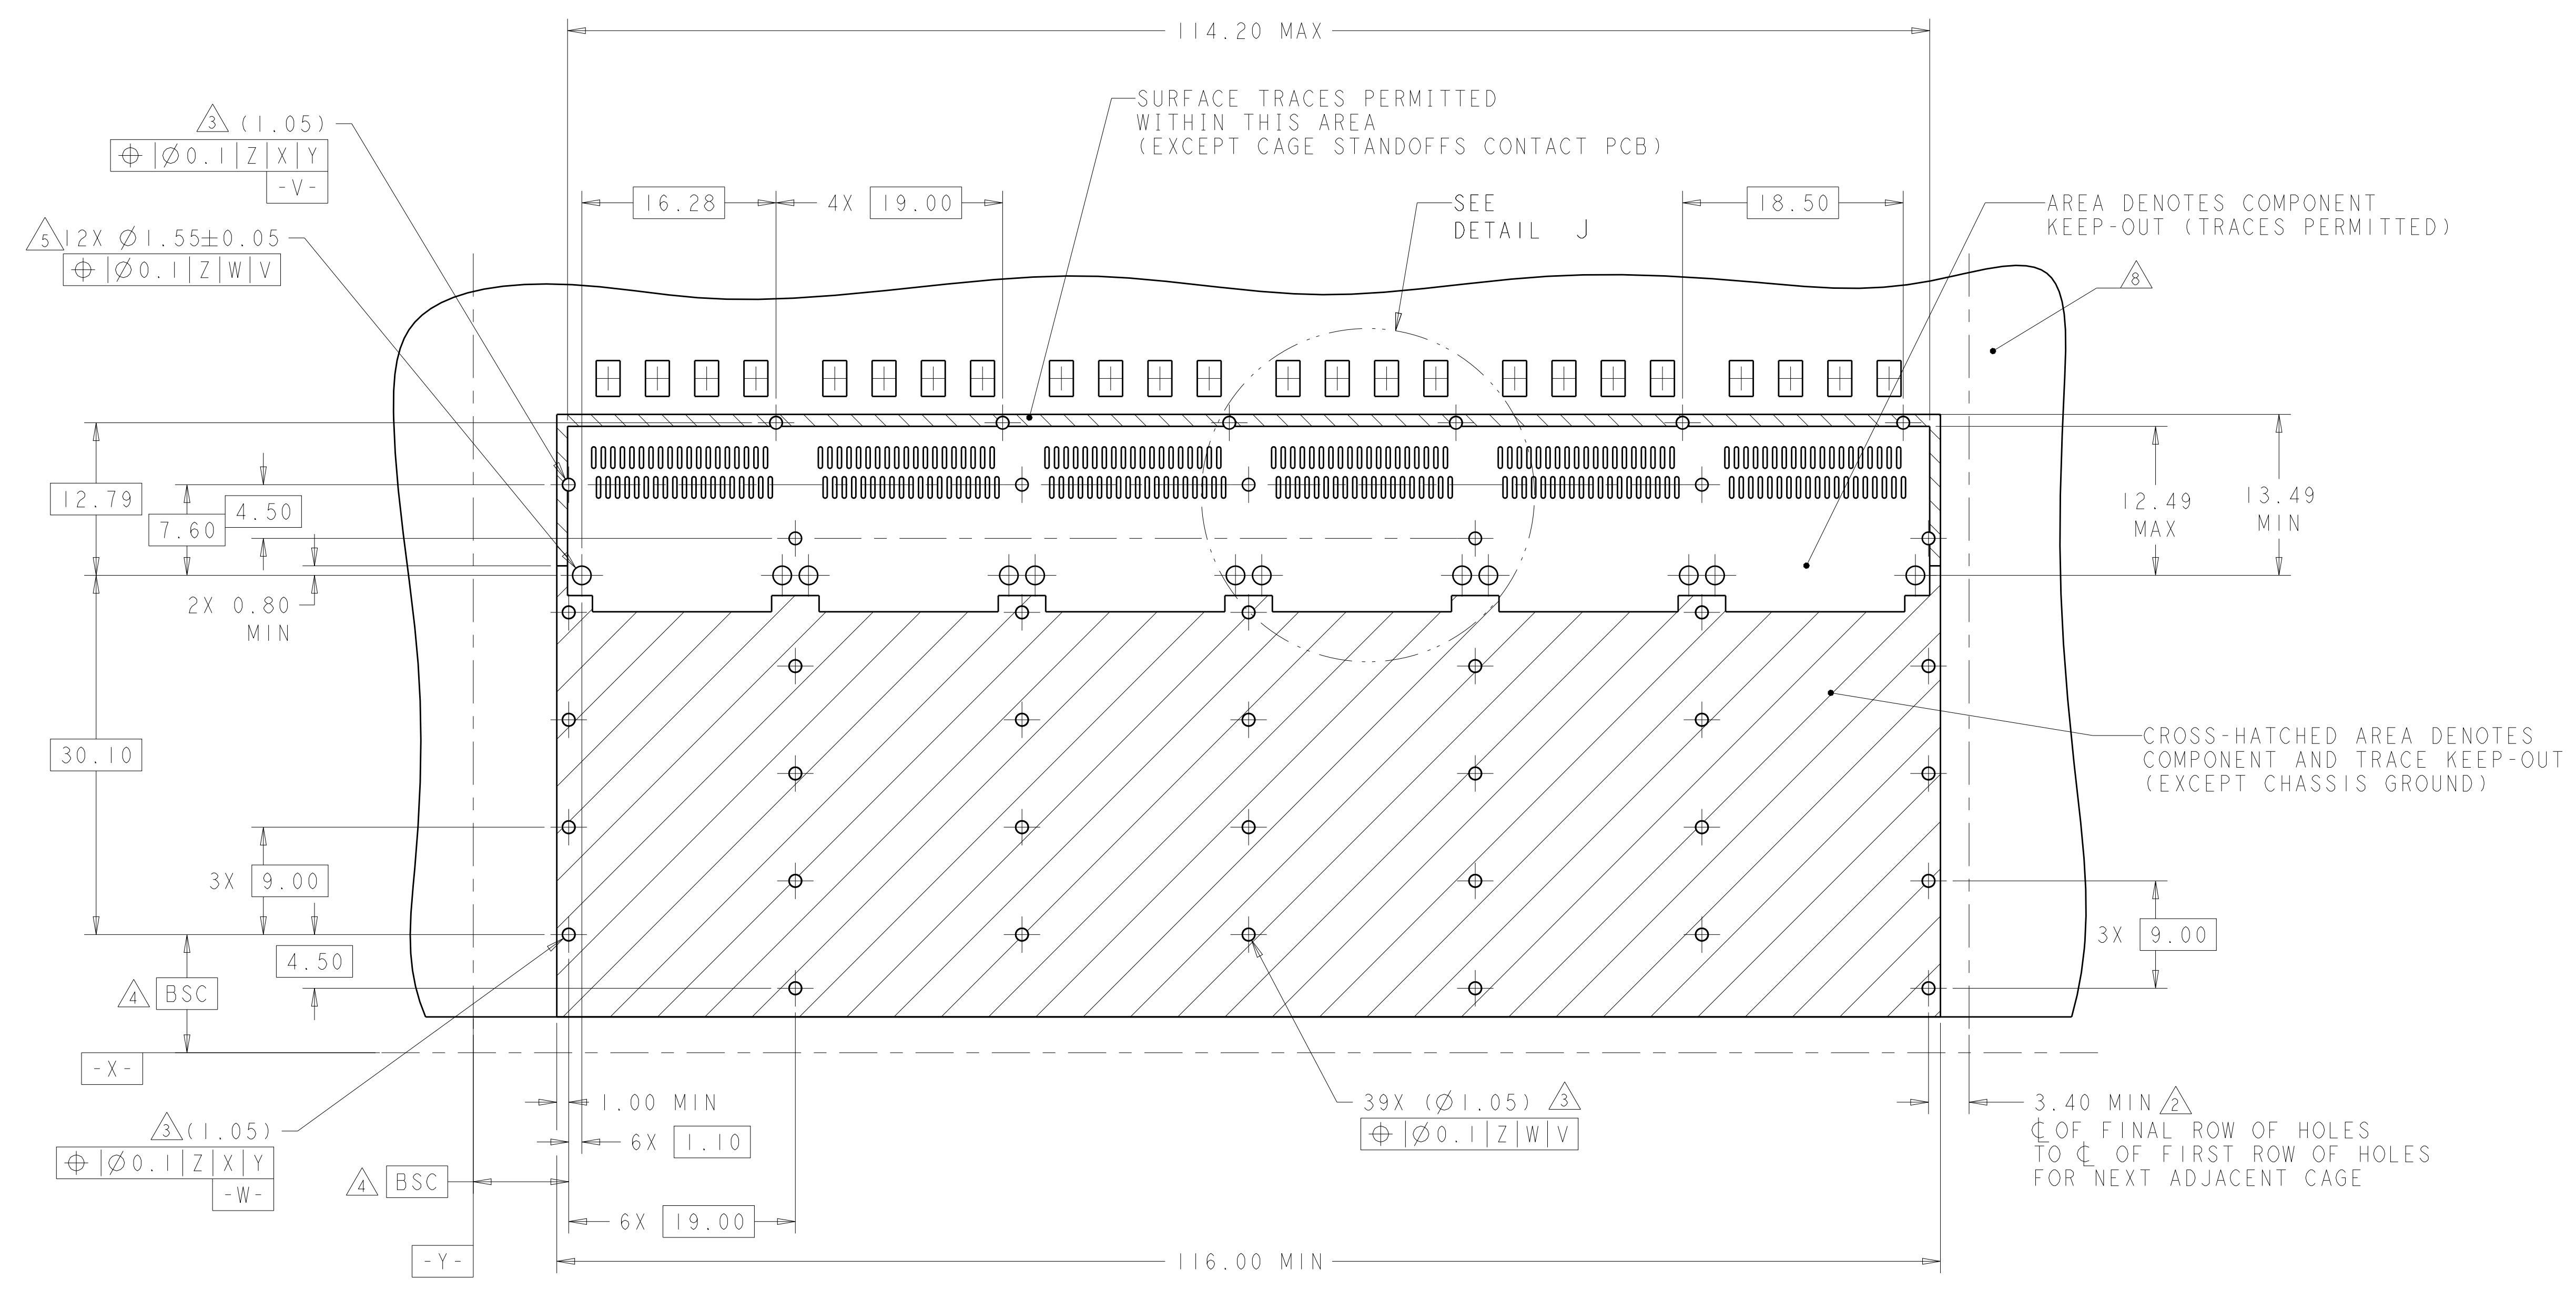 114.20 MAX
SURFACE TRACES PERMITTED
WITHIN THIS AREA
(EXCEPT CAGE STANDOFFS CONTACT PCB)
3 (1.05)
⌖ ∅0.1 Z X Y
-V-
16.28
4X 19.00
SEE
DETAIL J
18.50
AREA DENOTES COMPONENT
KEEP-OUT (TRACES PERMITTED)
5 12X ∅1.55±0.05
⌖ ∅0.1 Z W V
8
12.79
7.60
4.50
2X 0.80
MIN
12.49
MAX
13.49
MIN
30.10
CROSS-HATCHED AREA DENOTES
COMPONENT AND TRACE KEEP-OUT
(EXCEPT CHASSIS GROUND)
3X 9.00
4.50
4 BSC
3X 9.00
-X-
1.00 MIN
39X (∅1.05) 3
⌖ ∅0.1 Z W V
3.40 MIN 2
℄ OF FINAL ROW OF HOLES
TO ℄ OF FIRST ROW OF HOLES
FOR NEXT ADJACENT CAGE
3 (1.05)
⌖ ∅0.1 Z X Y
-W-
6X 1.10
4 BSC
6X 19.00
-Y-
116.00 MIN